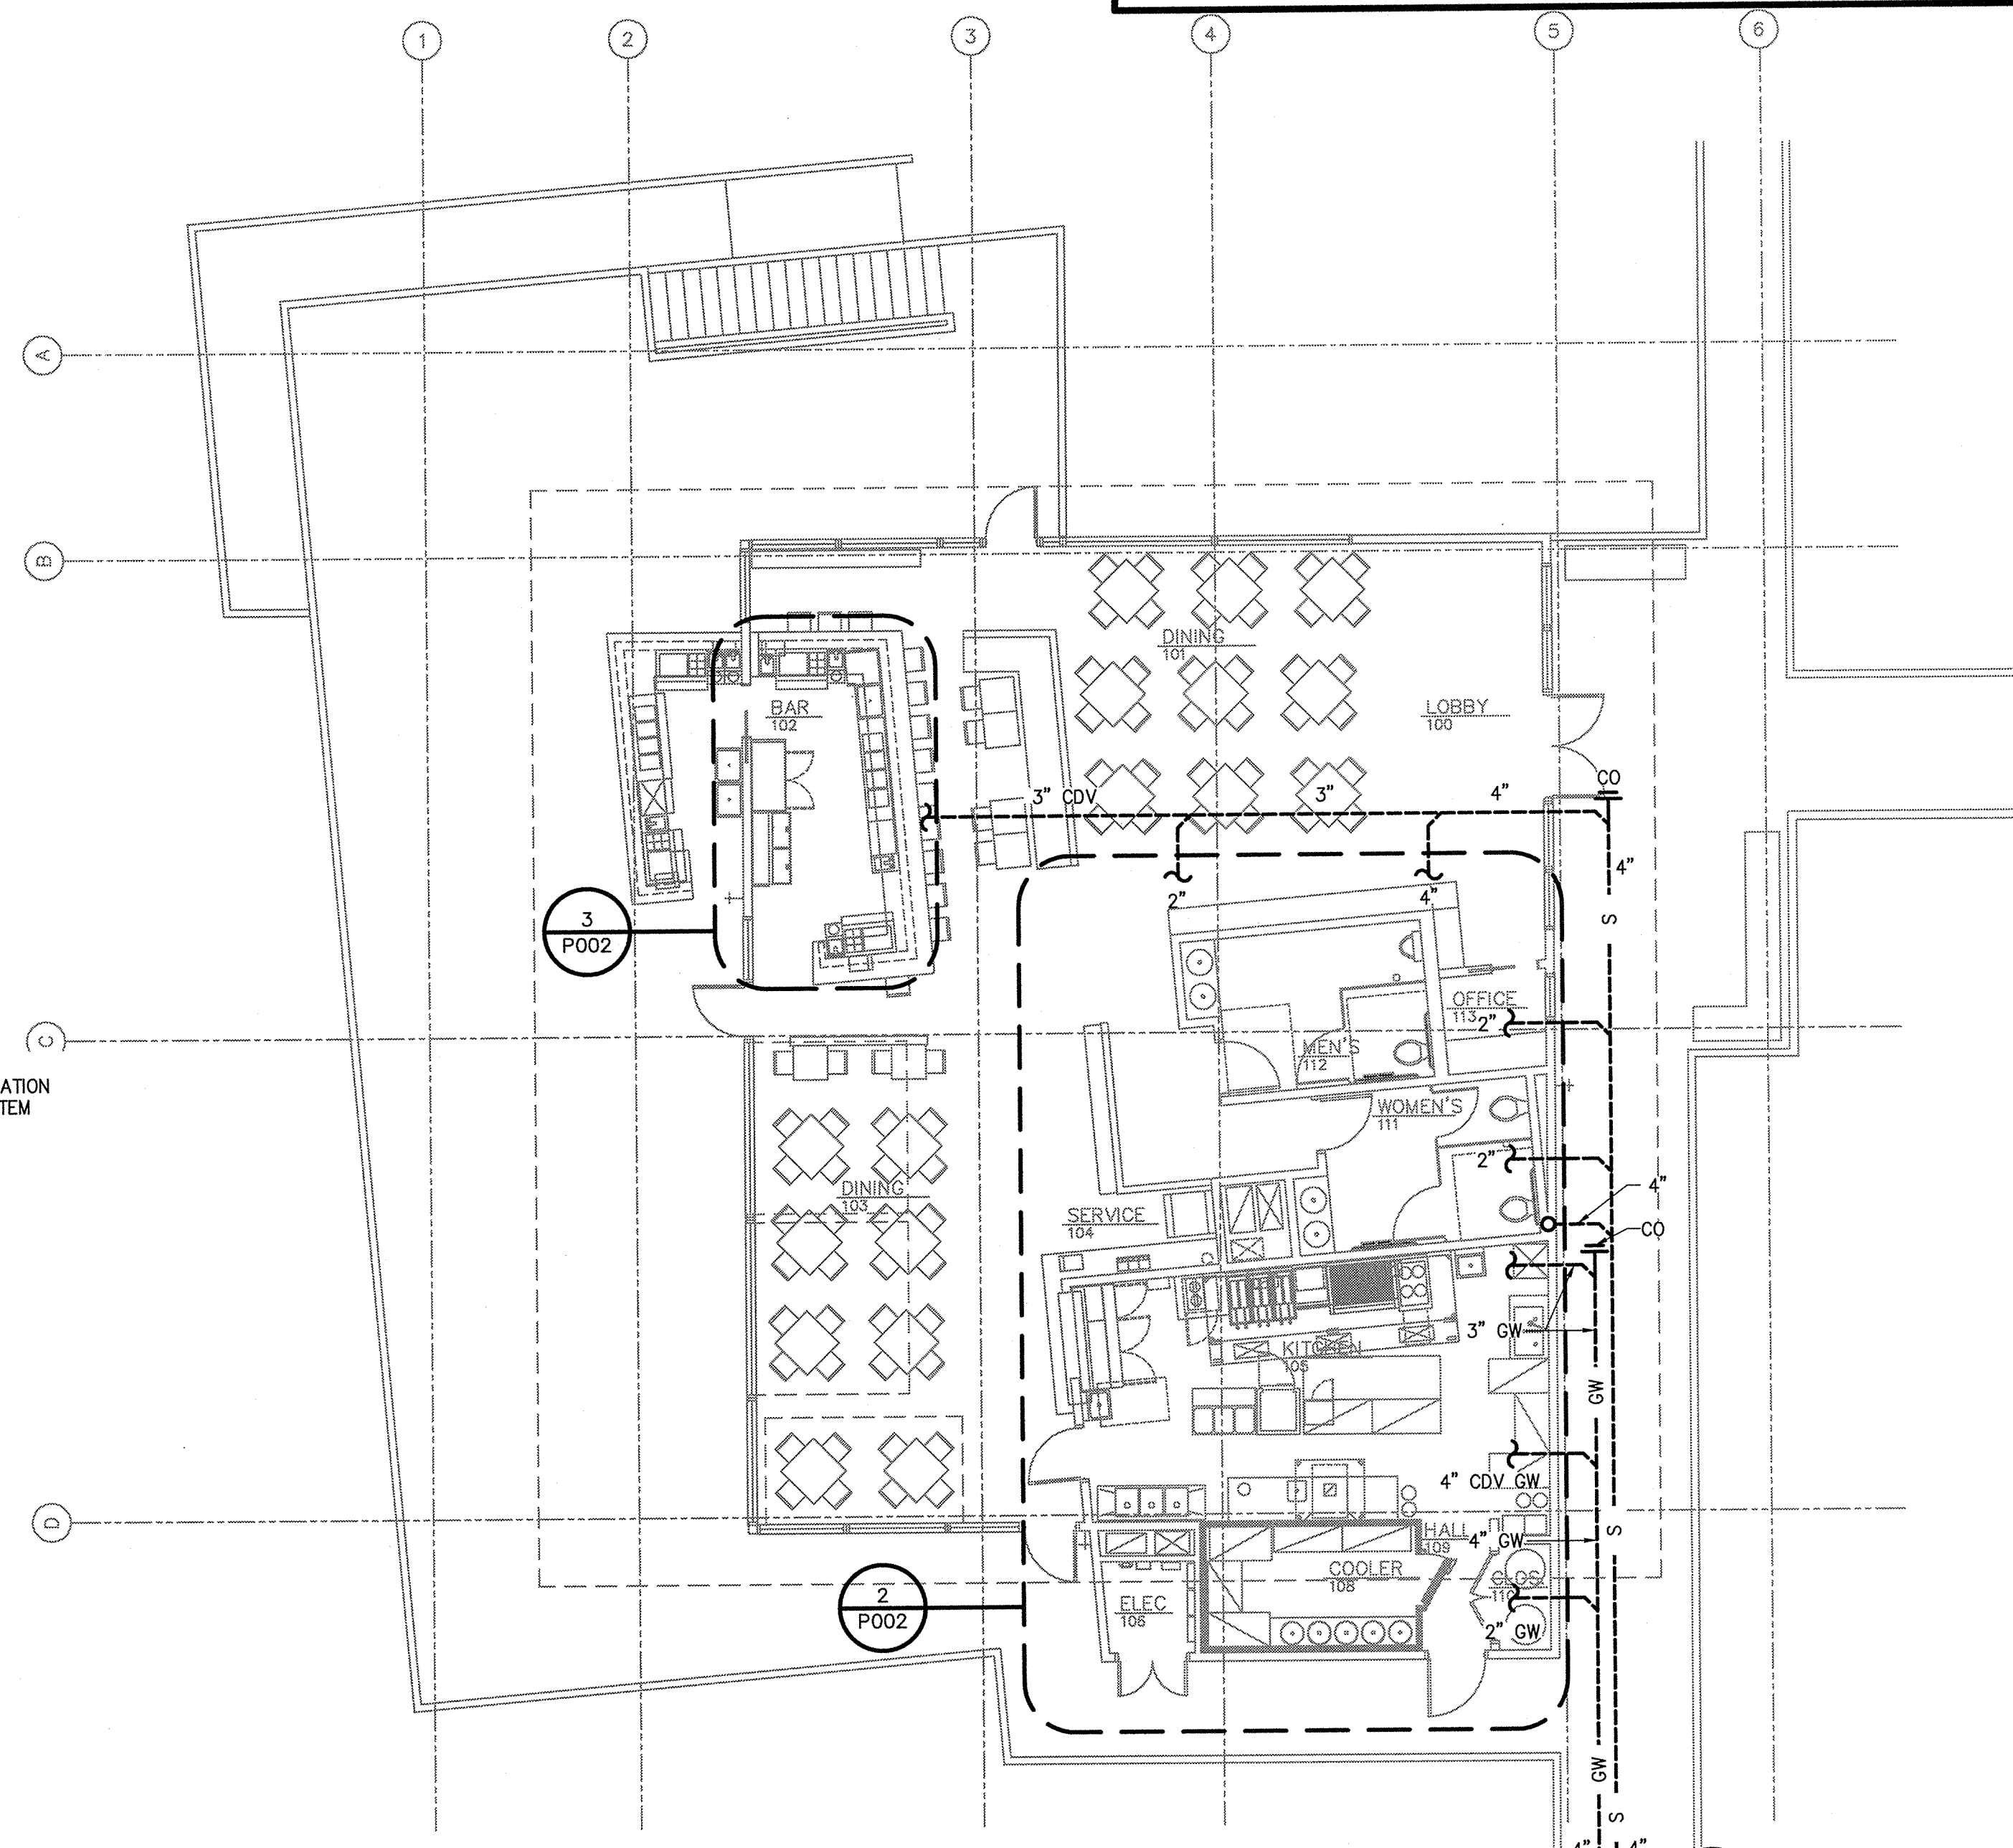 1
2
3
4
5
6
A
B
DINING
101
BAR
102
LOBBY
100
CO
3" CDV
3"
4"
4"
2"
4"
S
3
P002
OFFICE
113
2"
C
MEN'S
112
ATION
TEM
WOMEN'S
111
2"
4"
DINING
103
SERVICE
104
CO
3" GW
KITCHEN
105
GW
4" CDV GW
D
S
HALL
109
4" GW
COOLER
108
CLOS
110
2
P002
ELEC
106
2" GW
GW
S
4"
4"